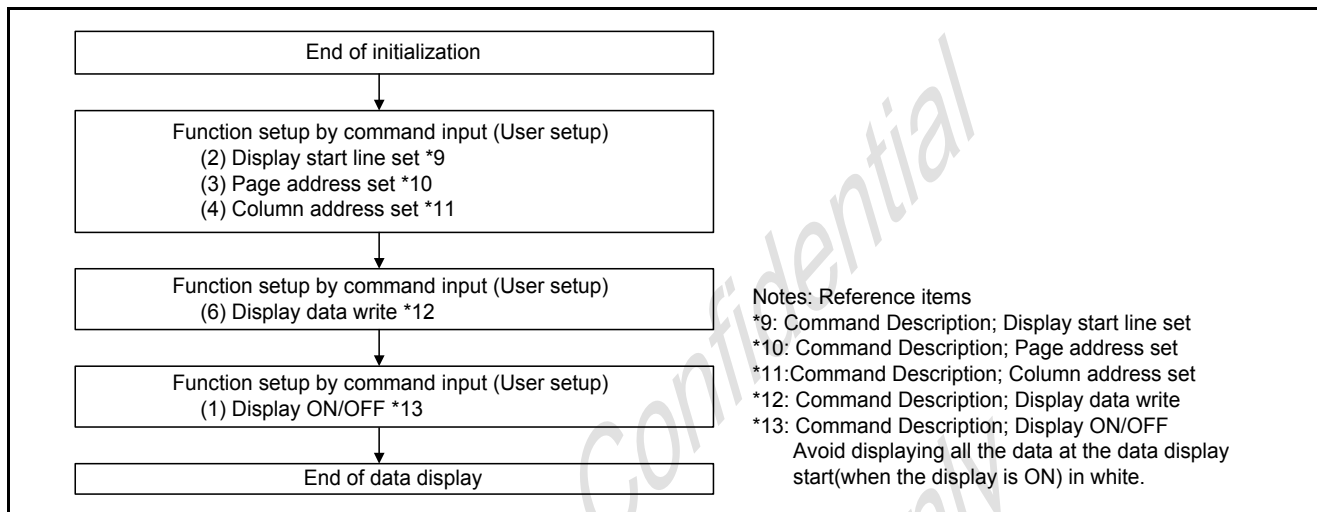 End of initialization
Function setup by command input (User setup)
(2) Display start line set *9
(3) Page address set *10
(4) Column address set *11
Function setup by command input (User setup)
(6) Display data write *12
Function setup by command input (User setup)
(1) Display ON/OFF *13
End of data display
Notes: Reference items
*9: Command Description; Display start line set
*10: Command Description; Page address set
*11:Command Description; Column address set
*12: Command Description; Display data write
*13: Command Description; Display ON/OFF
Avoid displaying all the data at the data display
start(when the display is ON) in white.
Confidential